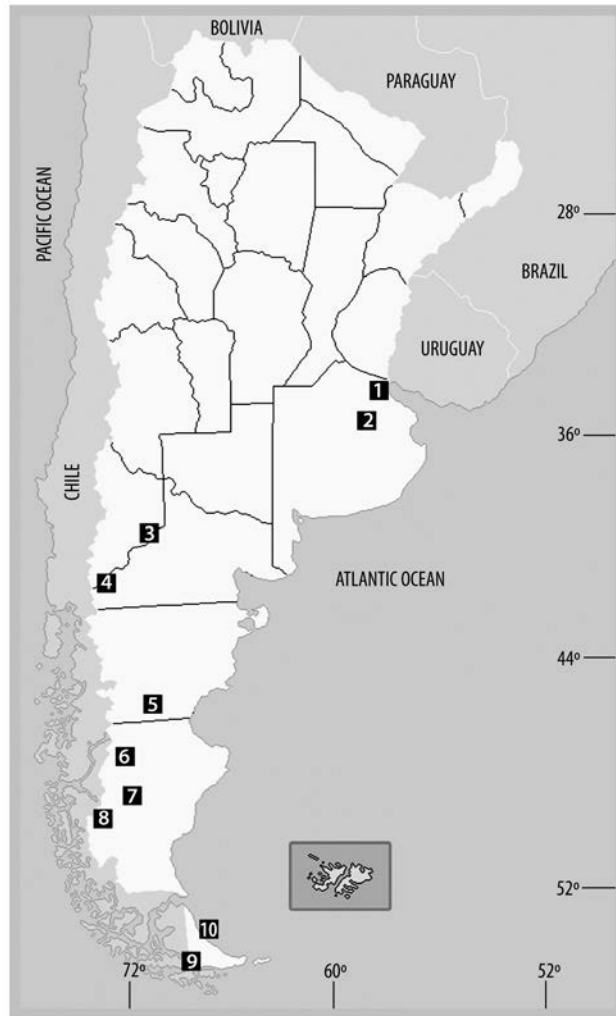 BOLIVIA
PARAGUAY
PACIFIC OCEAN
28º
BRAZIL
URUGUAY
1
2
36º
CHILE
3
4
ATLANTIC OCEAN
44º
5
6
7
8
52º
10
9
72º
60º
52º